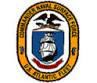 COMMANDER NAVAL SURFACE FORCE
U.S. ATLANTIC FLEET